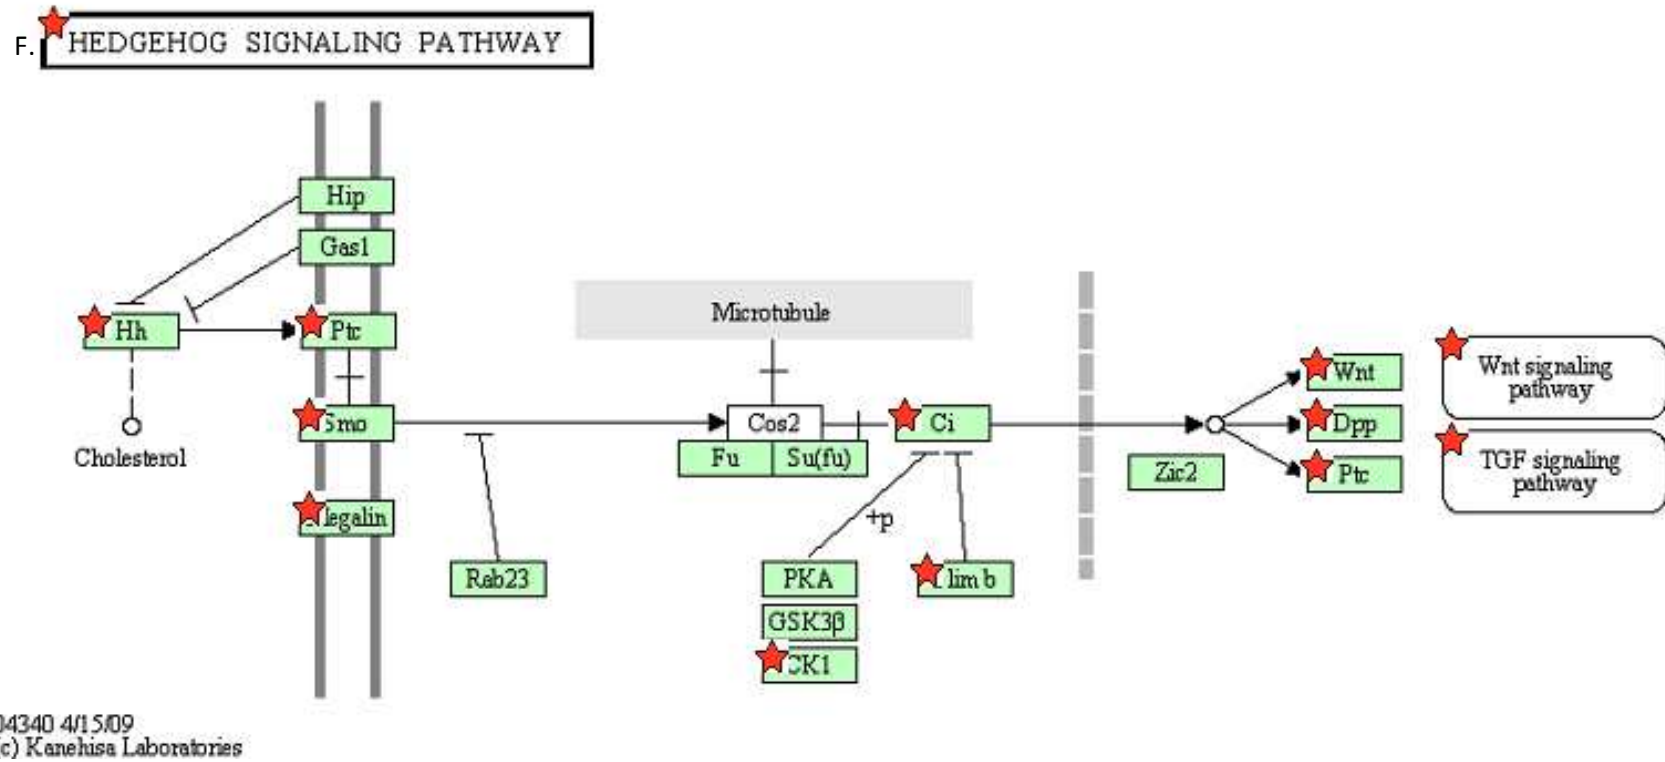 F.
HEDGEHOG SIGNALING PATHWAY
Hip
Gas1
Hh
Ptc
Microtubule
Wnt
Wnt signaling
pathway
Smo
Cos2
Ci
Dpp
Cholesterol
Fu
Su(fu)
Zic2
Ptc
TGF signaling
pathway
egalin
+p
Rab23
PKA
lim b
GSK3β
CK1
04340 4/15/09
(c) Kanehisa Laboratories